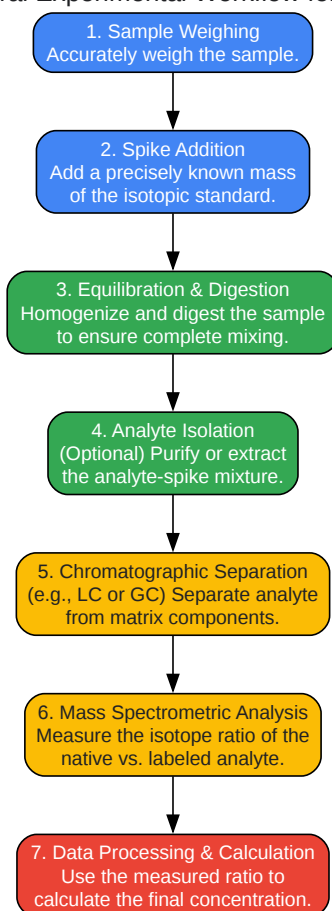 Experimental Workflow
1. Sample Weighing
Accurately weigh the sample.
2. Spike Addition
Add a precisely known mass
of the isotopic standard.
3. Equilibration & Digestion
Homogenize and digest the sample
to ensure complete mixing.
4. Analyte Isolation
(Optional) Purify or extract
the analyte-spike mixture.
5. Chromatographic Separation
(e.g., LC or GC) Separate analyte
from matrix components.
6. Mass Spectrometric Analysis
Measure the isotope ratio of the
native vs. labeled analyte.
7. Data Processing & Calculation
Use the measured ratio to
calculate the final concentration.